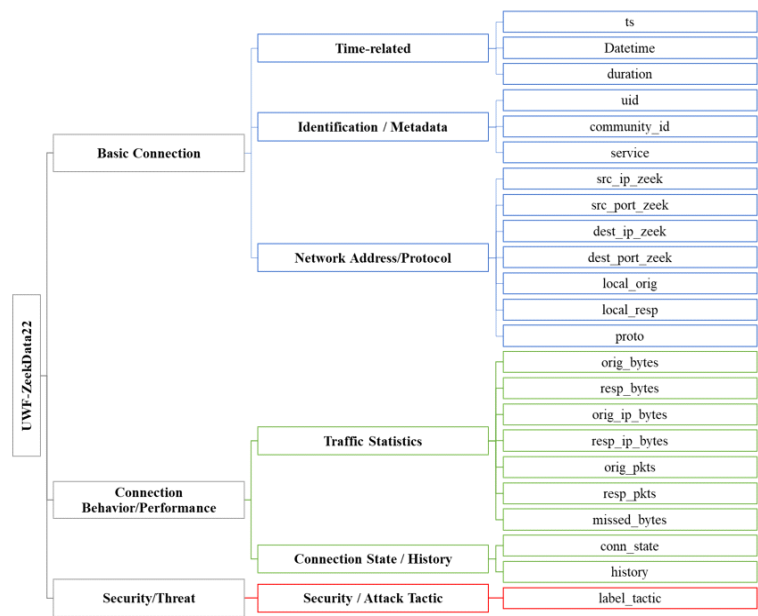 UWF-ZeekData22
Basic Connection
Time-related
ts
Datetime
duration
Identification / Metadata
uid
community_id
service
Network Address/Protocol
src_ip_zeek
src_port_zeek
dest_ip_zeek
dest_port_zeek
local_orig
local_resp
proto
Connection
Behavior/Performance
Traffic Statistics
orig_bytes
resp_bytes
orig_ip_bytes
resp_ip_bytes
orig_pkts
resp_pkts
missed_bytes
Connection State / History
conn_state
history
Security/Threat
Security / Attack Tactic
label_tactic